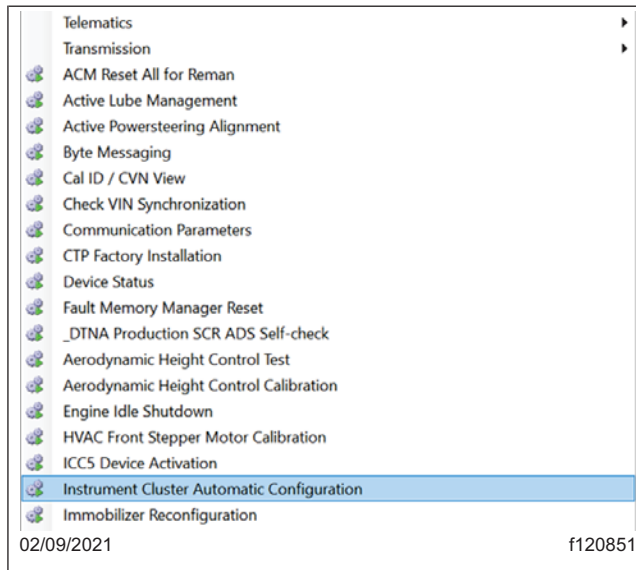 Telematics
Transmission
ACM Reset All for Reman
Active Lube Management
Active Powersteering Alignment
Byte Messaging
Cal ID / CVN View
Check VIN Synchronization
Communication Parameters
CTP Factory Installation
Device Status
Fault Memory Manager Reset
_DTNA Production SCR ADS Self-check
Aerodynamic Height Control Test
Aerodynamic Height Control Calibration
Engine Idle Shutdown
HVAC Front Stepper Motor Calibration
ICC5 Device Activation
Instrument Cluster Automatic Configuration
Immobilizer Reconfiguration
02/09/2021 f120851